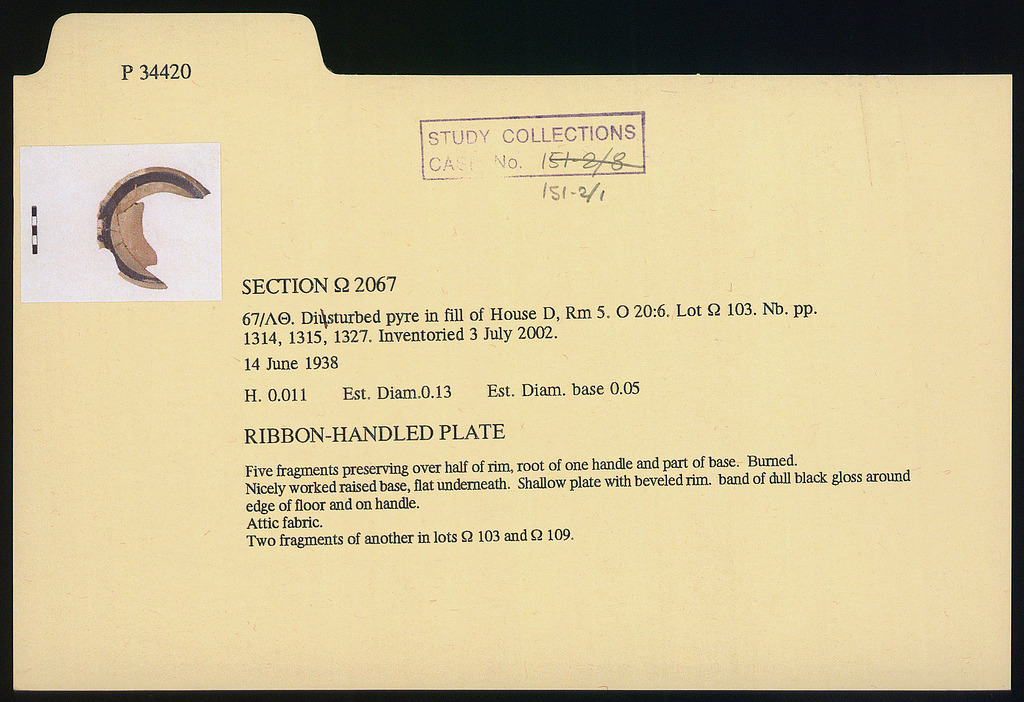 P 34420
STUDY COLLECTIONS
CASE No. 151-2/8
151-2/1
SECTION Ω 2067
67/ΛΘ. Diusturbed pyre in fill of House D, Rm 5. O 20:6. Lot Ω 103. Nb. pp.
1314, 1315, 1327. Inventoried 3 July 2002.
14 June 1938
H. 0.011 Est. Diam.0.13 Est. Diam. base 0.05
RIBBON-HANDLED PLATE
Five fragments preserving over half of rim, root of one handle and part of base. Burned.
Nicely worked raised base, flat underneath. Shallow plate with beveled rim. band of dull black gloss around
edge of floor and on handle.
Attic fabric.
Two fragments of another in lots Ω 103 and Ω 109.